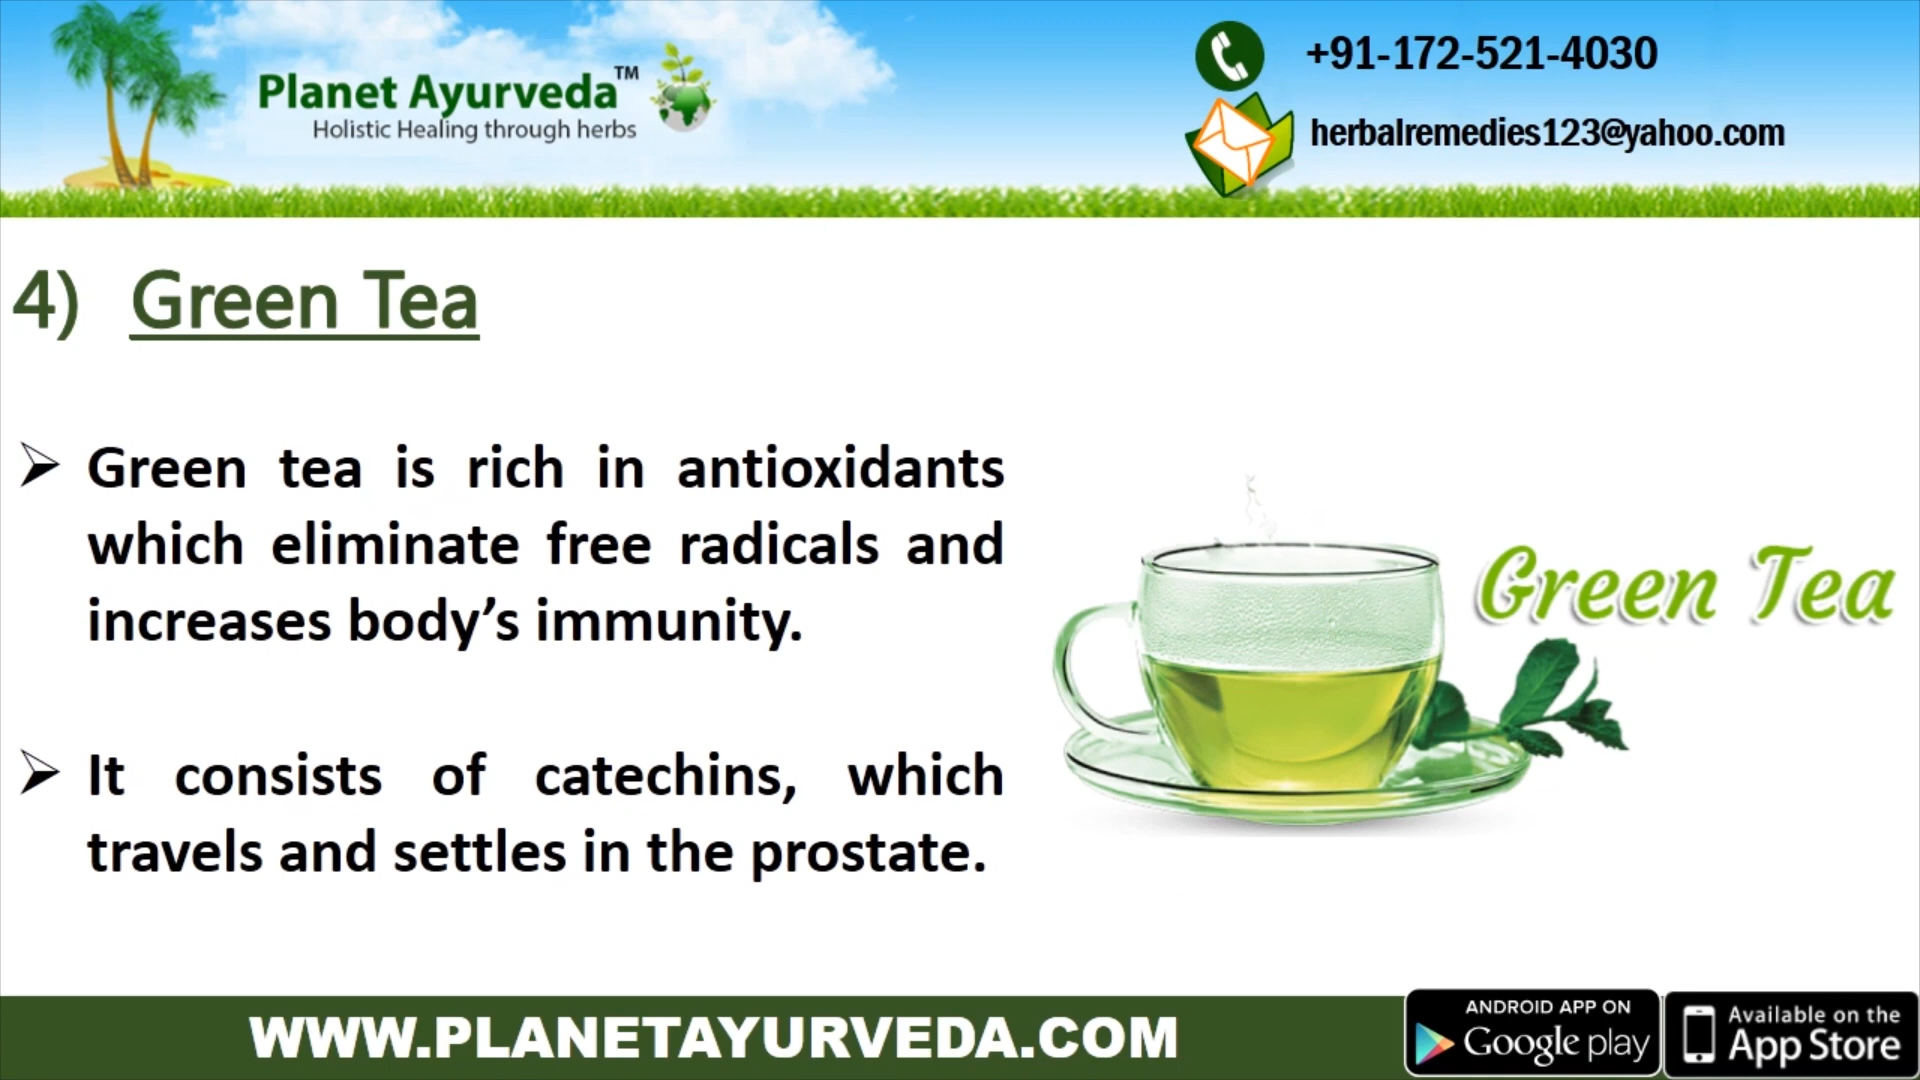 Planet Ayurveda™
Holistic Healing through herbs
+91-172-521-4030
herbalremedies123@yahoo.com
4) Green Tea
➢ Green tea is rich in antioxidants
which eliminate free radicals and
increases body’s immunity.
➢ It consists of catechins, which
travels and settles in the prostate.
Green Tea
WWW.PLANETAYURVEDA.COM
ANDROID APP ON
Google play
Available on the
App Store